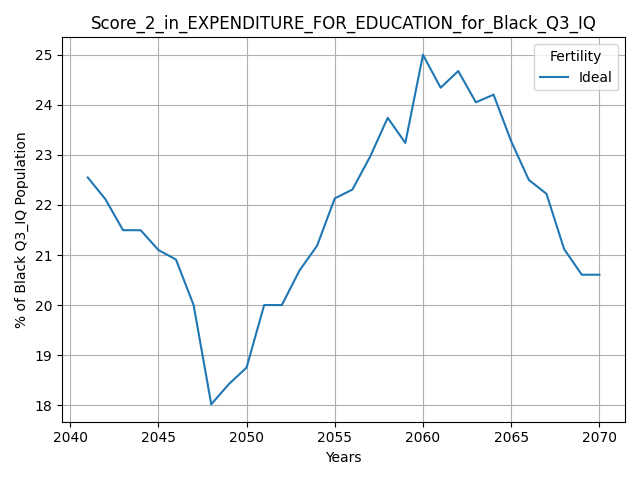 Score_2_in_EXPENDITURE_FOR_EDUCATION_for_Black_Q3_IQ
Fertility
Ideal
% of Black Q3_IQ Population
25
24
23
22
21
20
19
18
2040 2045 2050 2055 2060 2065 2070
Years